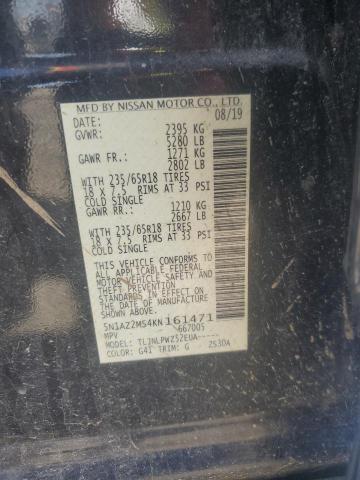 MFD BY NISSAN MOTOR CO., LTD.
DATE: 08/19
GVWR: 2395 KG
5280 LB
GAWR FR.: 1271 KG
2802 LB
WITH 235/65R18 TIRES
18 X 7.5 RIMS AT 33 PSI
COLD SINGLE
GAWR RR.: 1210 KG
2667 LB
WITH 235/65R18 TIRES
18 X 7.5 RIMS AT 33 PSI
COLD SINGLE
THIS VEHICLE CONFORMS TO
ALL APPLICABLE FEDERAL
MOTOR VEHICLE SAFETY AND
THEFT PREVENTION
STANDARDS IN EFFECT ON
THE DATE OF MANUFACTURE
SHOWN ABOVE.
5N1AZ2MS4KN161471
MPV 667005
MODEL: TLJNLPWZ52EUA-----
COLOR: G41 TRIM: G 2530A